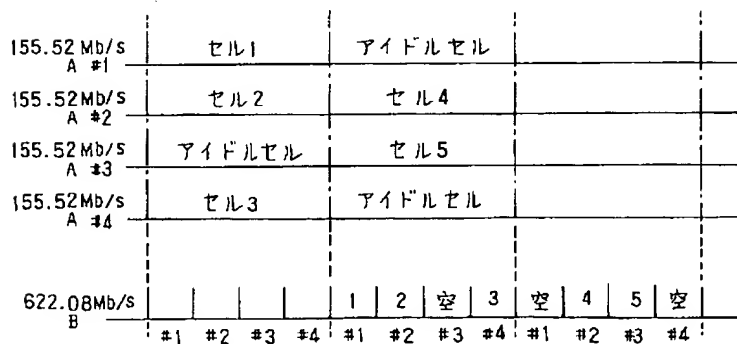 155.52 Mb/s セル1 アイドルセル
A #1
155.52Mb/s セル2 セル4
A #2
155.52Mb/s アイドルセル セル5
A #3
155.52Mb/s セル3 アイドルセル
A #4
622.08Mb/s 1 2 空 3 空 4 5 空
B
#1 #2 #3 #4 #1 #2 #3 #4 #1 #2 #3 #4